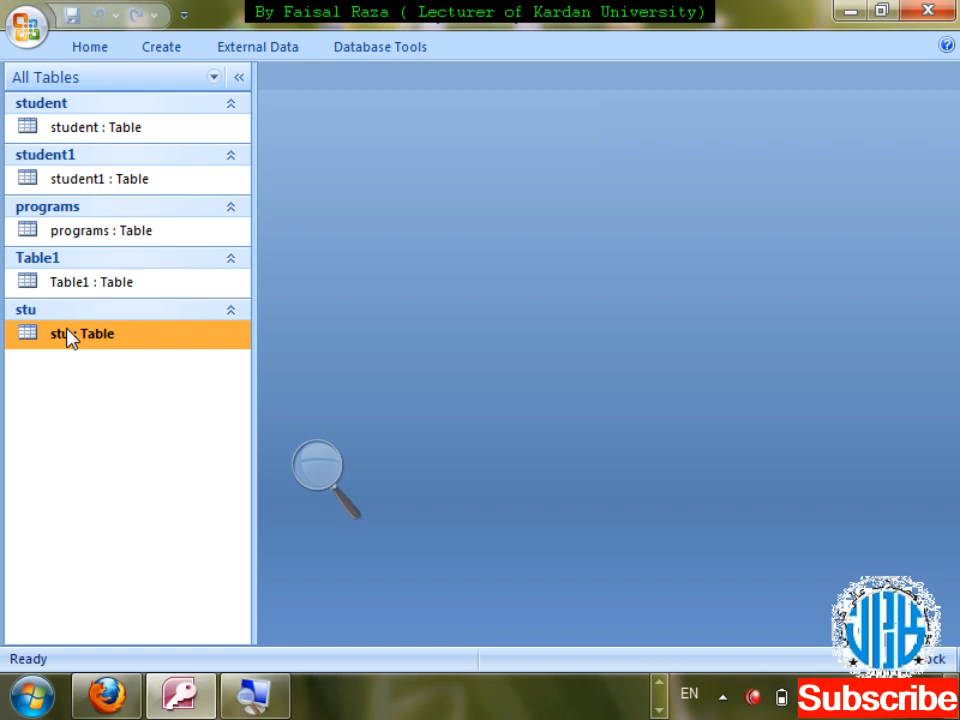 By Faisal Raza ( Lecturer of Kardan University)
Home Create External Data Database Tools
All Tables
student
student : Table
student1
student1 : Table
programs
programs : Table
Table1
Table1 : Table
stu
stu : Table
Ready
EN
Subscribe